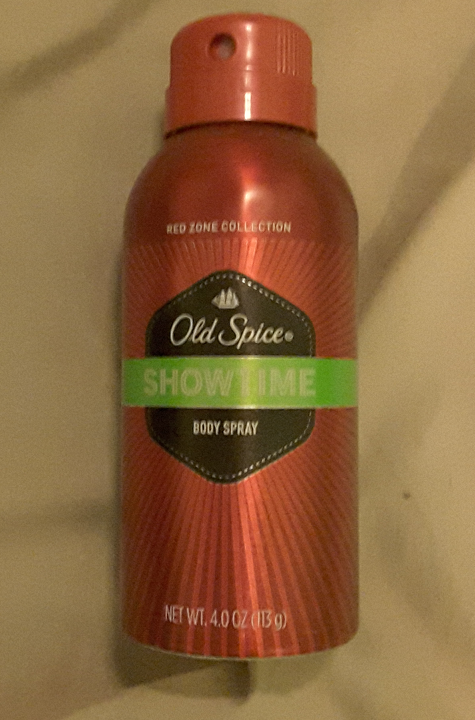 RED ZONE COLLECTION
Old Spice®
SHOWTIME
BODY SPRAY
NET WT. 4.0 OZ (113 g)